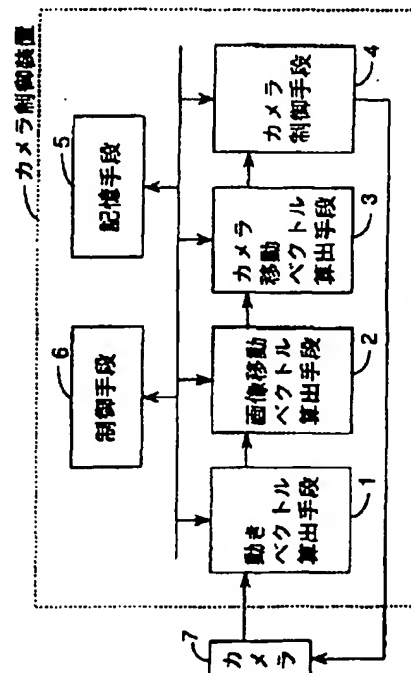 カメラ制御装置
6
制御手段
5
記憶手段
7
カメラ
動き
ベクトル
算出手段
1
画像移動
ベクトル
算出手段
2
カメラ
移動
ベクトル
算出手段
3
カメラ
制御手段
4